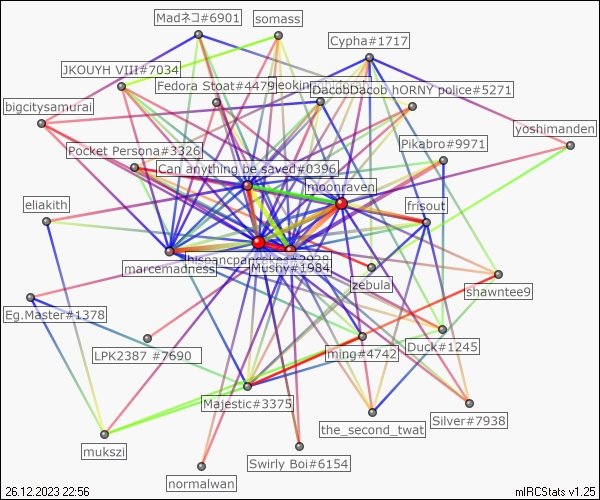 Madネコ#6901
somass
Cypha#1717
JKOUYH VIII#7034
Fedora Stoat#4479
DacobDacob hORNY police#5271
bigcitysamurai
yoshimanden
Pikabro#9971
Pocket Persona#3326
Can anything be saved#0396
moonraven
eliakith
frisout
marcemadness
Mushy#1984
zebula
shawntee9
Eg.Master#1378
LPK2387 #7690
ming#4742
Duck#1245
Majestic#3375
the_second_twat
Silver#7938
mukszi
Swirly Boi#6154
normalwan
26.12.2023 22:56
mIRCStats v1.25